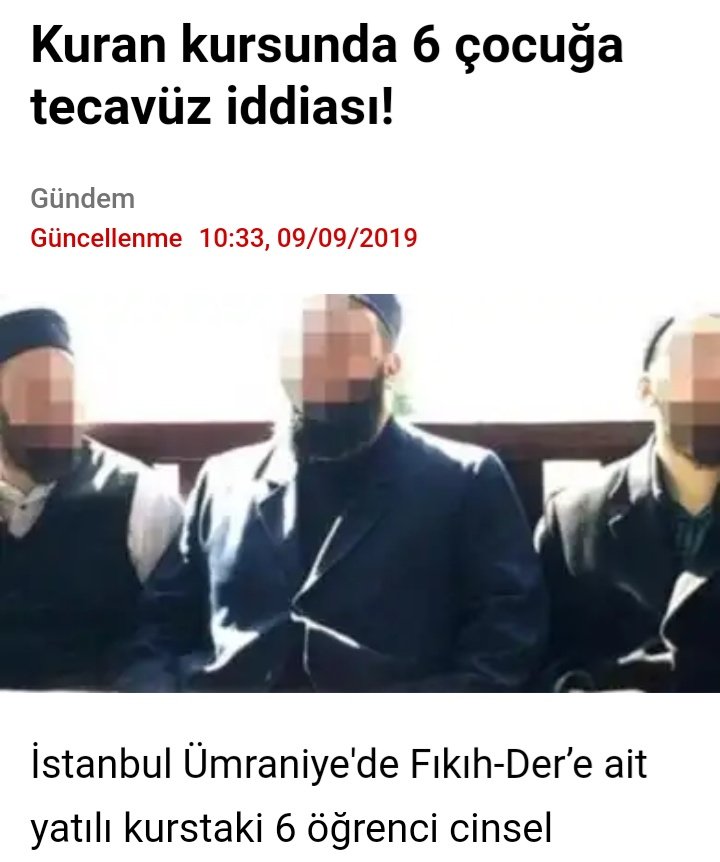 Kuran kursunda 6 çocuğa
tecavüz iddiası!
Gündem
Güncellenme 10:33, 09/09/2019
İstanbul Ümraniye'de Fıkıh-Der’e ait
yatılı kurstaki 6 öğrenci cinsel